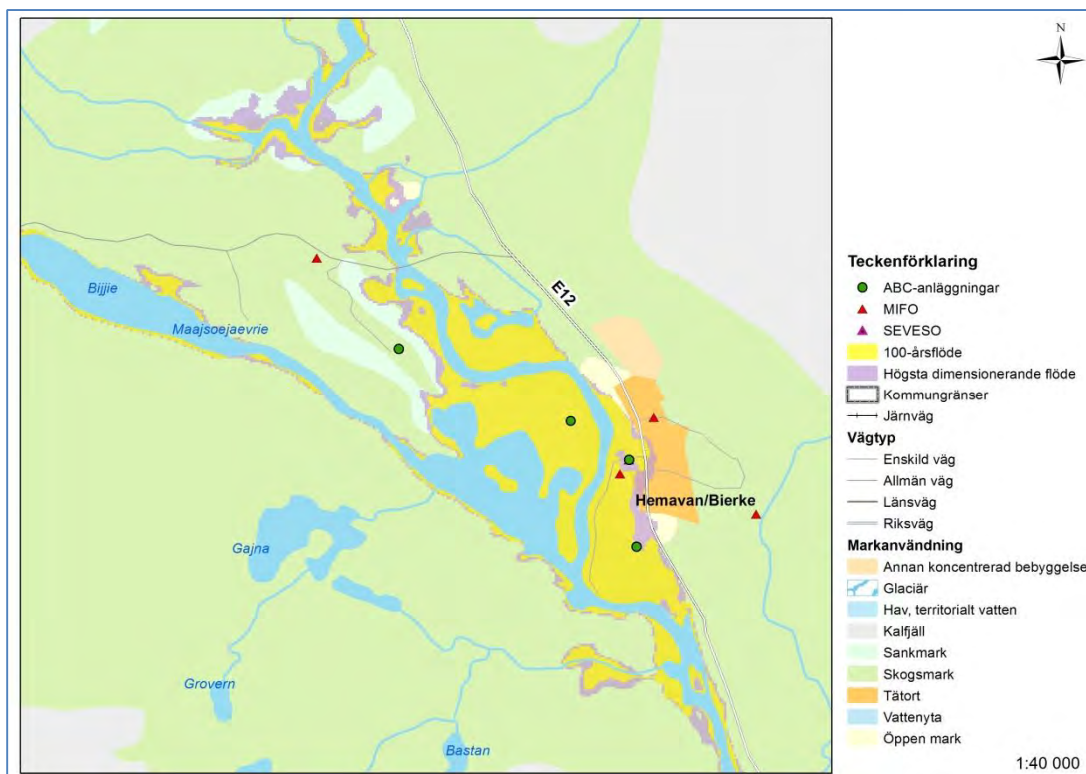 N
E12
Bijjie
Maajsoejaevrie
Hemavan/Bierke
Gajna
Grovern
Bastan
Teckenförklaring
ABC-anläggningar
MIFO
SEVESO
100-årsflöde
Högsta dimensionerande flöde
Kommungränser
Järnväg
Vägtyp
Enskild väg
Allmän väg
Länsväg
Riksväg
Markanvändning
Annan koncentrerad bebyggelse
Glaciär
Hav, territorialt vatten
Kalfjäll
Sankmark
Skogsmark
Tätort
Vattenyta
Öppen mark
1:40 000